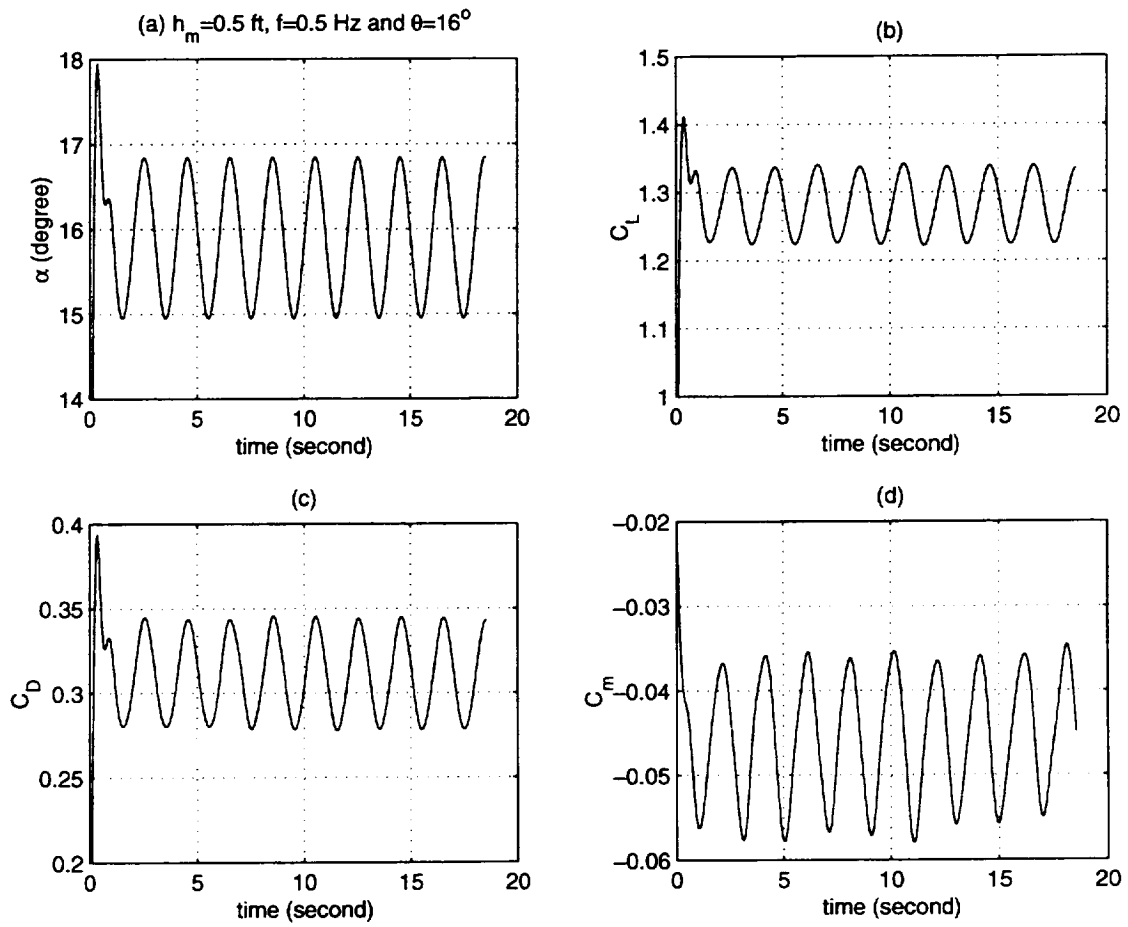 (a) h_m=0.5 ft, f=0.5 Hz and θ=16°
18
17
16
15
14
α (degree)
0 5 10 15 20
time (second)
(b)
1.5
1.4
1.3
1.2
1.1
1
C_L
0 5 10 15 20
time (second)
(c)
0.4
0.35
0.3
0.25
0.2
C_D
0 5 10 15 20
time (second)
(d)
−0.02
−0.03
−0.04
−0.05
−0.06
C_m
0 5 10 15 20
time (second)